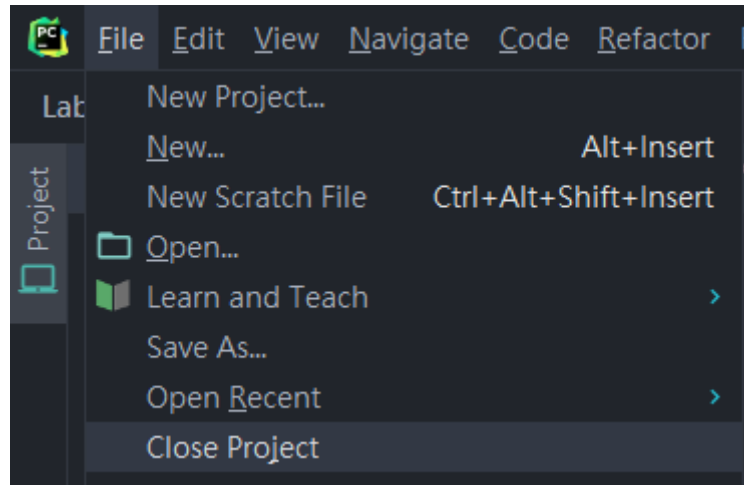 PC
File Edit View Navigate Code Refactor
Lab
New Project...
New... Alt+Insert
Project
New Scratch File Ctrl+Alt+Shift+Insert
Open...
Learn and Teach
Save As...
Open Recent
Close Project